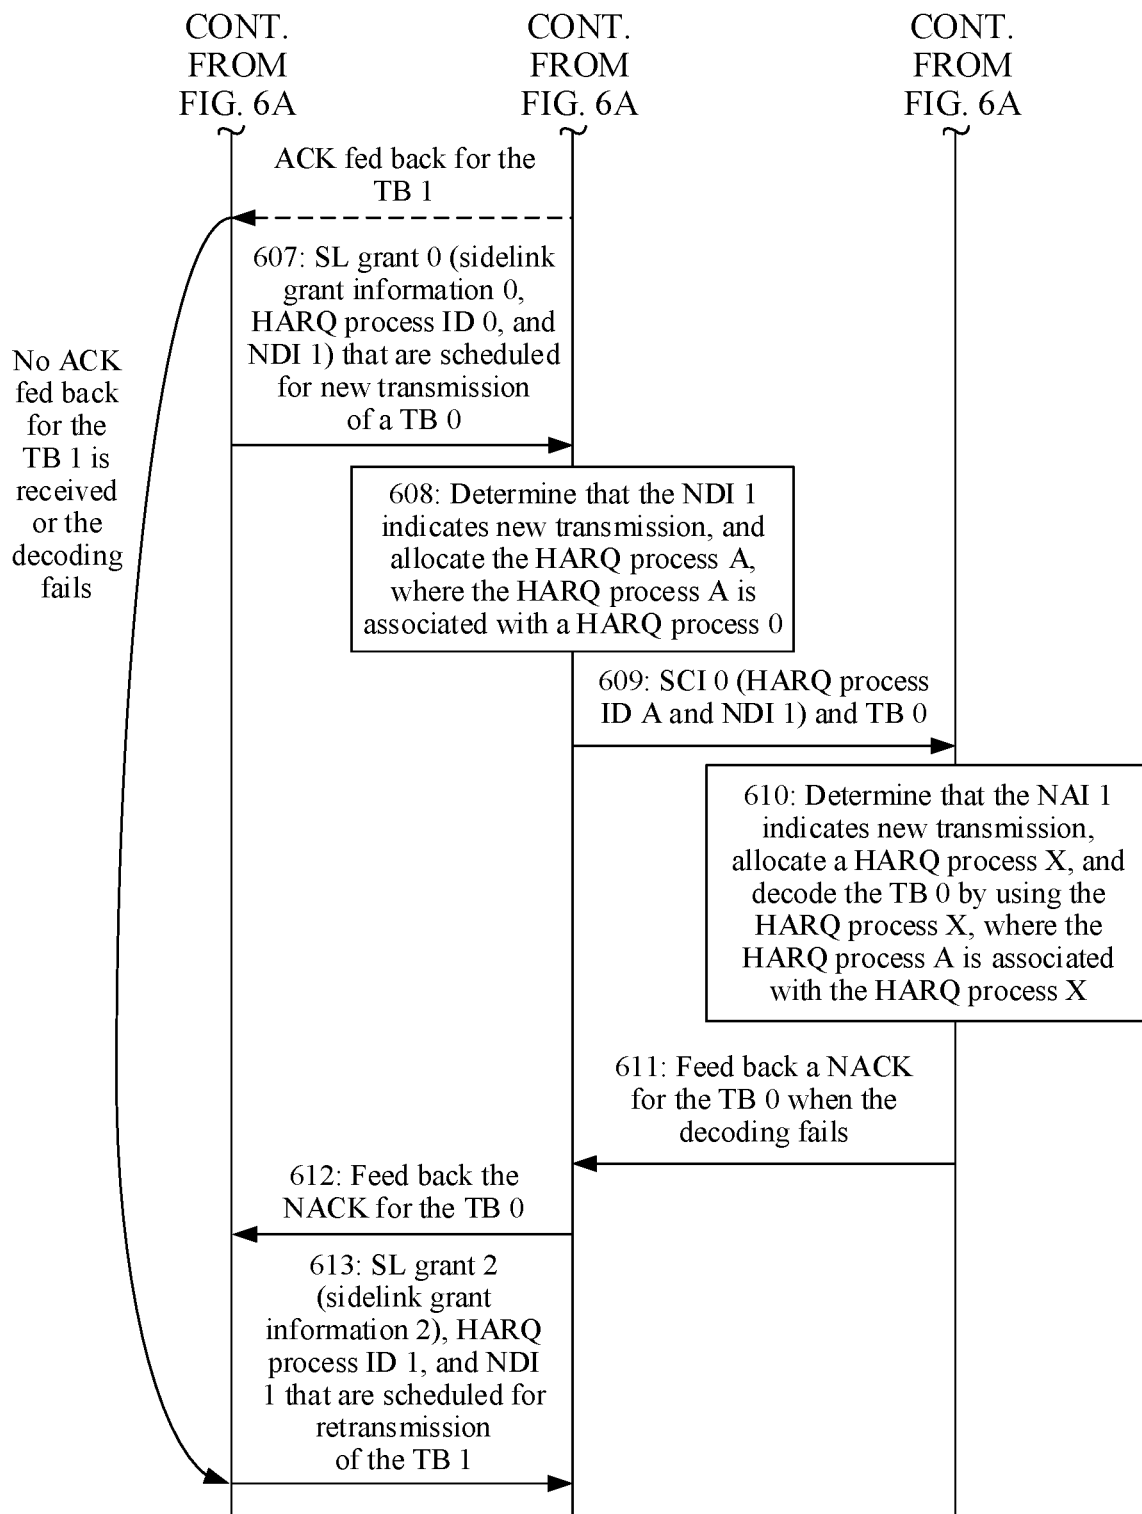 CONT.
FROM
FIG. 6A
CONT.
FROM
FIG. 6A
CONT.
FROM
FIG. 6A
ACK fed back for the
TB 1
607: SL grant 0 (sidelink
grant information 0,
HARQ process ID 0, and
NDI 1) that are scheduled
for new transmission
of a TB 0
No ACK
fed back
for the
TB 1 is
received
or the
decoding
fails
608: Determine that the NDI 1
indicates new transmission, and
allocate the HARQ process A,
where the HARQ process A is
associated with a HARQ process 0
609: SCI 0 (HARQ process
ID A and NDI 1) and TB 0
610: Determine that the NAI 1
indicates new transmission,
allocate a HARQ process X, and
decode the TB 0 by using the
HARQ process X, where the
HARQ process A is associated
with the HARQ process X
611: Feed back a NACK
for the TB 0 when the
decoding fails
612: Feed back the
NACK for the TB 0
613: SL grant 2
(sidelink grant
information 2), HARQ
process ID 1, and NDI
1 that are scheduled for
retransmission
of the TB 1